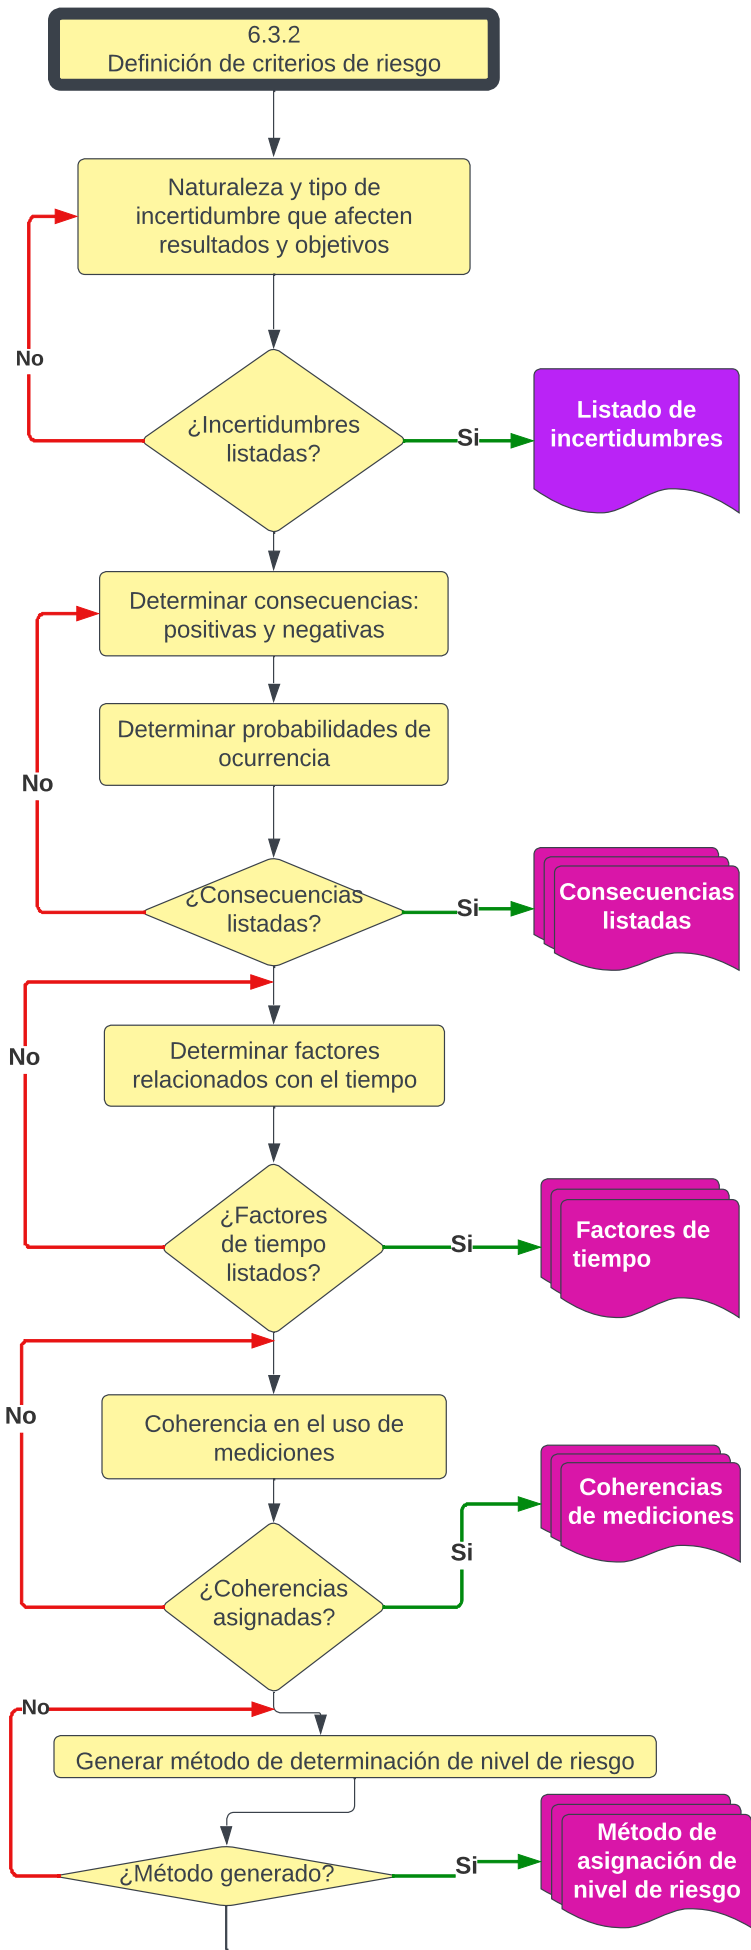 6.3.2
Definición de criterios de riesgo
Naturaleza y tipo de
incertidumbre que afecten
resultados y objetivos
No
¿Incertidumbres
listadas?
Si
Listado de
incertidumbres
Determinar consecuencias:
positivas y negativas
Determinar probabilidades de
ocurrencia
No
¿Consecuencias
listadas?
Si
Consecuencias
listadas
No
Determinar factores
relacionados con el tiempo
¿Factores
de tiempo
listados?
Si
Factores de
tiempo
No
Coherencia en el uso de
mediciones
¿Coherencias
asignadas?
Si
Coherencias
de mediciones
No
Generar método de determinación de nivel de riesgo
¿Método generado?
Si
Método de
asignación de
nivel de riesgo